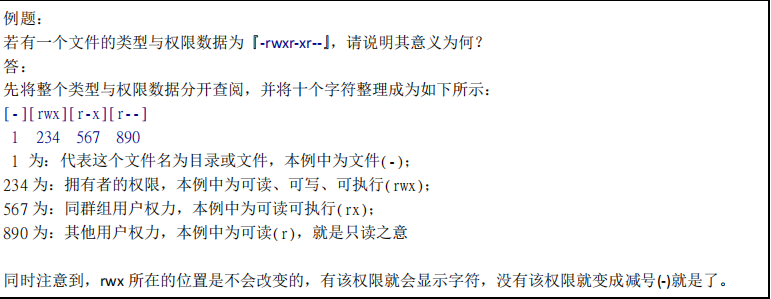 例题：
若有一个文件的类型与权限数据为『-rwxr-xr--』，请说明其意义为何？
答：
先将整个类型与权限数据分开查阅，并将十个字符整理成为如下所示：
[-][rwx][r-x][r--]
1 234 567 890
1 为：代表这个文件名为目录或文件，本例中为文件(-)；
234 为：拥有者的权限，本例中为可读、可写、可执行(rwx)；
567 为：同群组用户权力，本例中为可读可执行(rx)；
890 为：其他用户权力，本例中为可读(r)，就是只读之意
同时注意到，rwx 所在的位置是不会改变的，有该权限就会显示字符，没有该权限就变成减号(-)就是了。